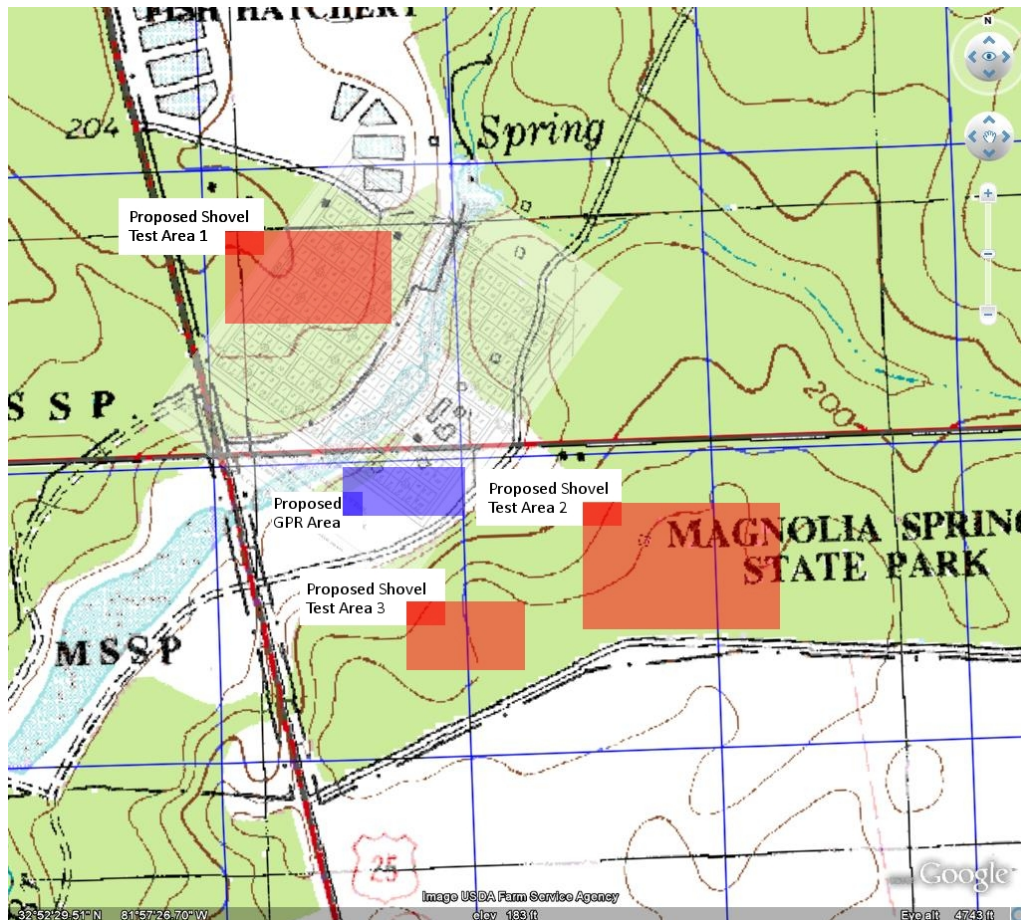 FISH HATCHERY
N
204
Spring
Proposed Shovel
Test Area 1
S S P
200
Proposed
GPR Area
Proposed Shovel
Test Area 2
MAGNOLIA SPRING
STATE PARK
Proposed Shovel
Test Area 3
MSSP
25
Google
Image USDA Farm Service Agency
32°52'29.51" N 81°57'26.70" W
elev 183 ft
Eye alt 4743 ft